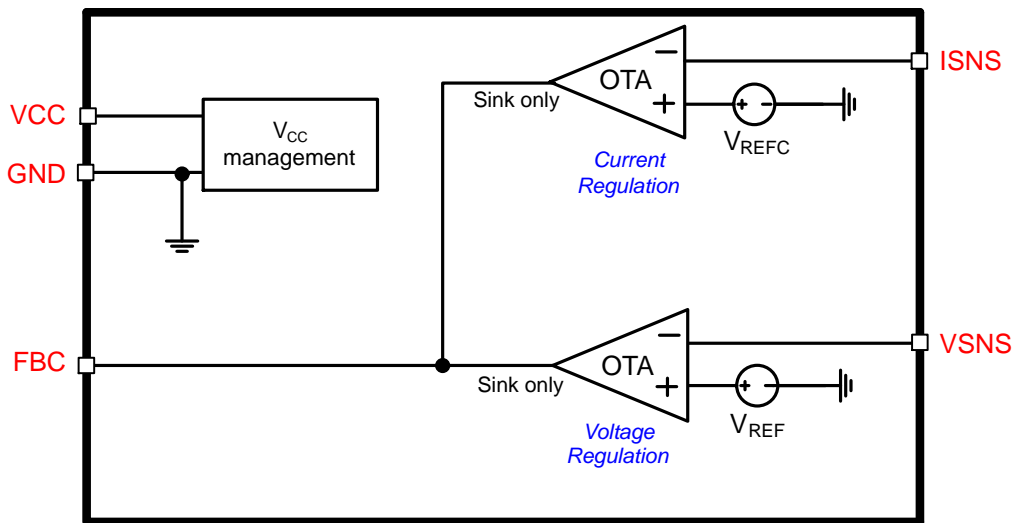 ISNS
OTA
Sink only
VREFC
Current
Regulation
VCC
VCC
management
GND
VSNS
FBC
OTA
Sink only
VREF
Voltage
Regulation